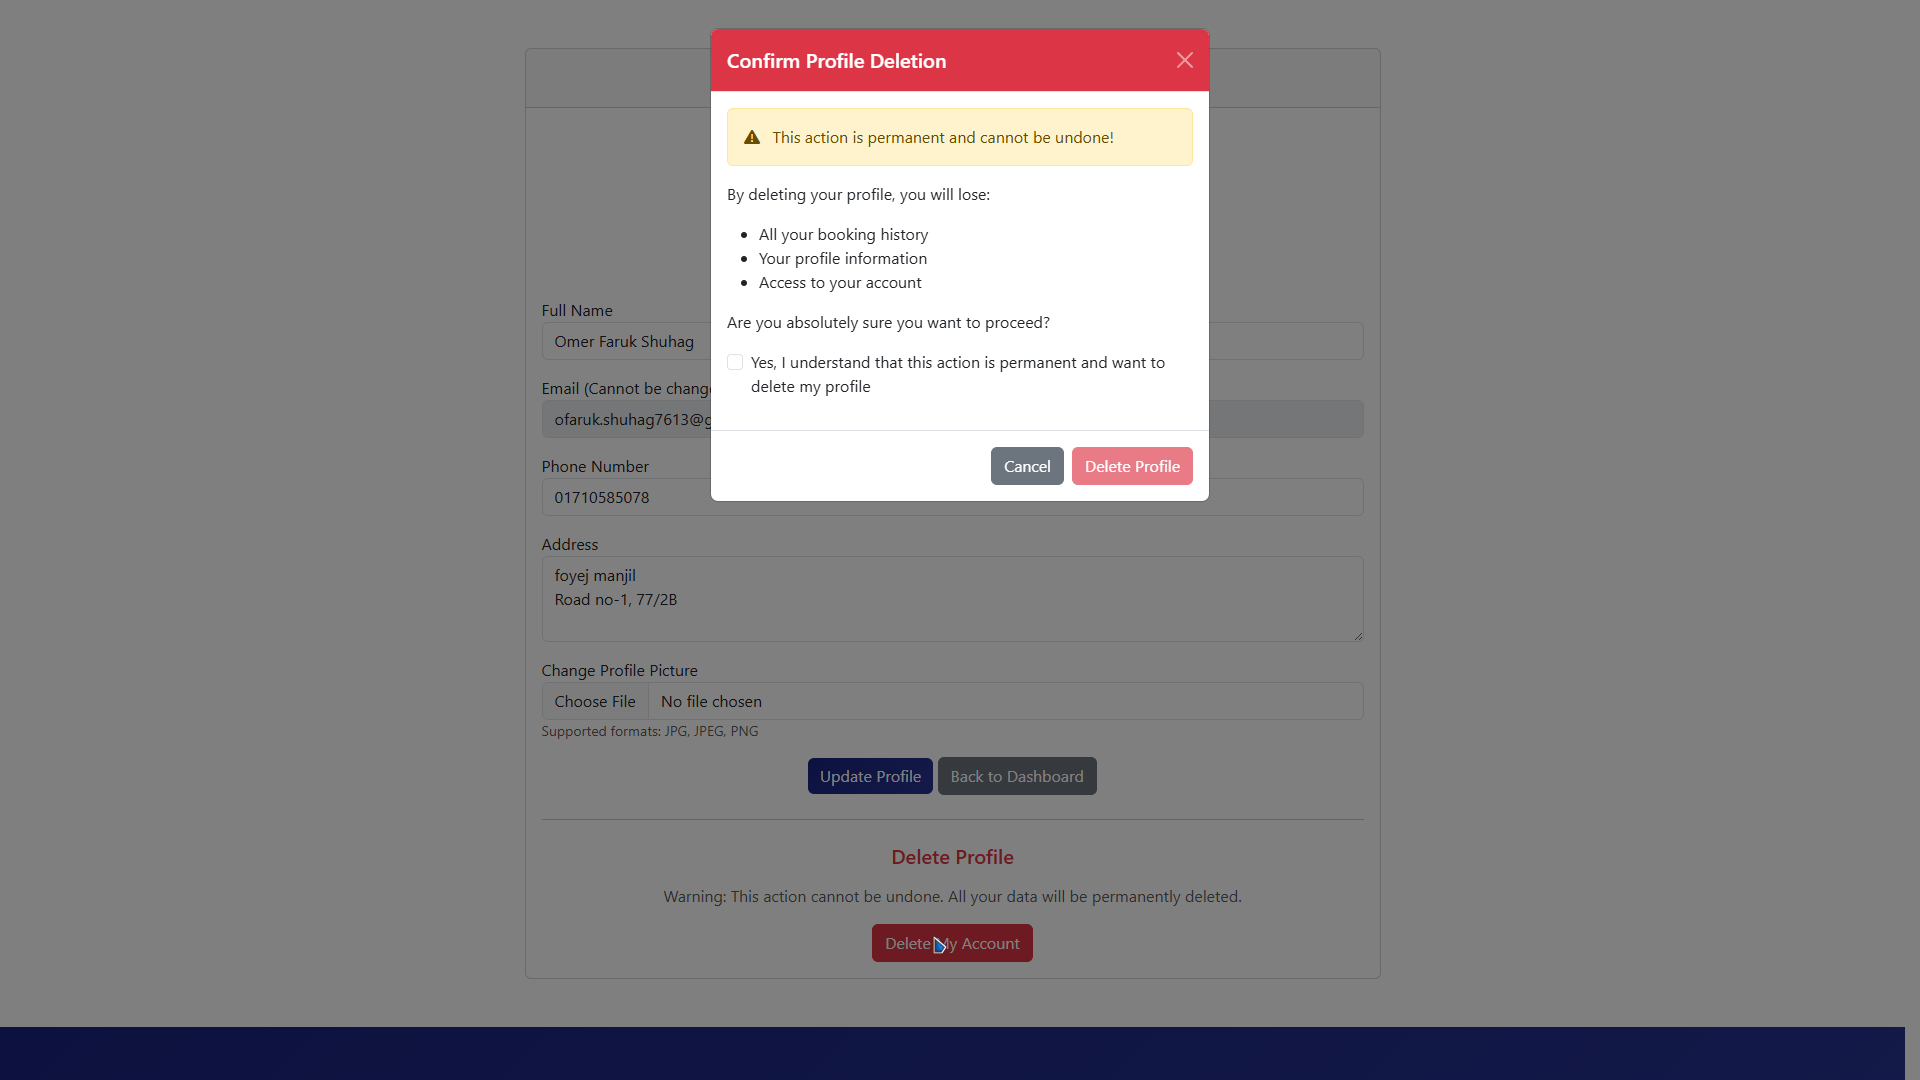 Confirm Profile Deletion
This action is permanent and cannot be undone!
By deleting your profile, you will lose:
All your booking history
Your profile information
Access to your account
Are you absolutely sure you want to proceed?
Yes, I understand that this action is permanent and want to
delete my profile
Cancel
Delete Profile
Full Name
Omer Faruk Shuhag
Email (Cannot be
ofaruk.shuhag7613@
Phone Number
01710585078
Address
foyej manjil
Road no-1, 77/2B
Change Profile Picture
Choose File No file chosen
Supported formats: JPG, JPEG, PNG
Update Profile
Back to Dashboard
Delete Profile
Warning: This action cannot be undone. All your data will be permanently deleted.
Delete My Account